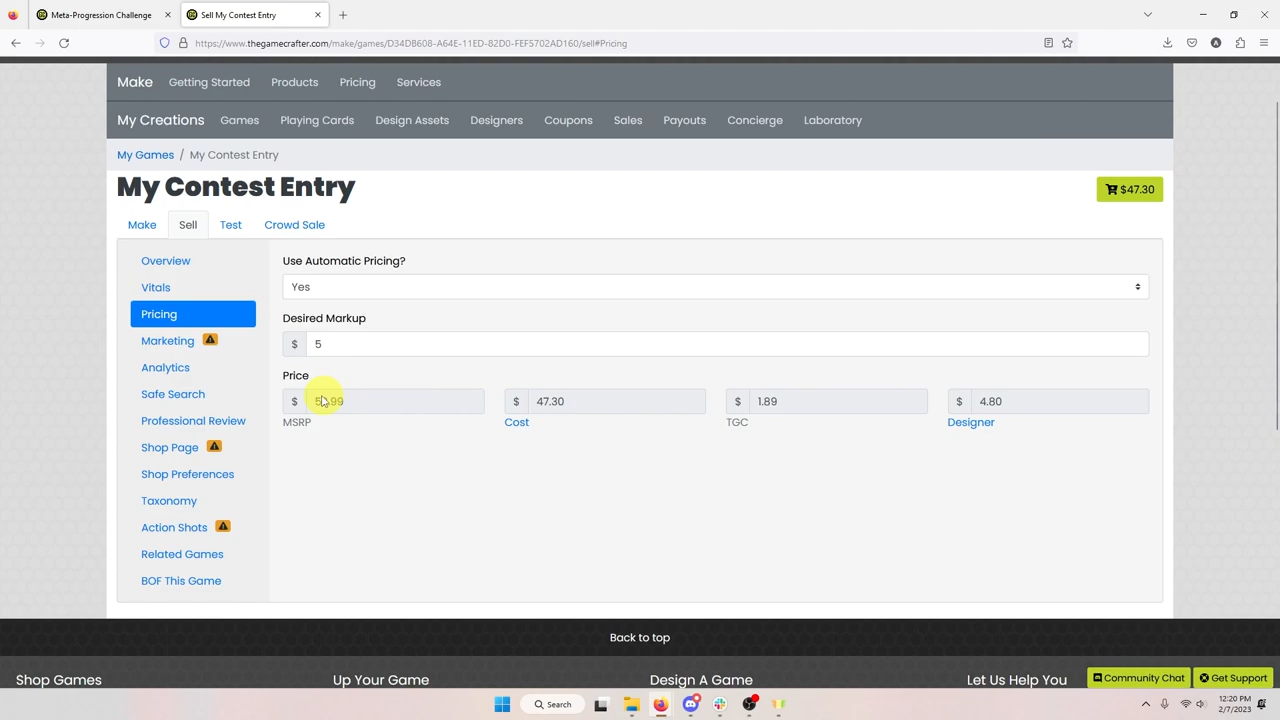 Meta-Progression Challenge
Sell My Contest Entry
https://www.thegamecrafter.com/make/games/D34DB608-A64E-11ED-82D0-FEF5702ADE60/sell#Pricing
Make Getting Started Products Pricing Services
My Creations Games Playing Cards Design Assets Designers Coupons Sales Payouts Concierge Laboratory
My Games / My Contest Entry
My Contest Entry
$47.30
Make Sell Test Crowd Sale
Overview
Vitals
Pricing
Marketing
Analytics
Safe Search
Professional Review
Shop Page
Shop Preferences
Taxonomy
Action Shots
Related Games
BOF This Game
Use Automatic Pricing?
Yes
Desired Markup
$ 5
Price
$ $ 47.30 $ 1.89 $ 4.80
MSRP Cost TGC Designer
Back to top
Shop Games Up Your Game Design A Game Let Us Help You
Community Chat Get Support
Search
12:20 PM
2/7/2023